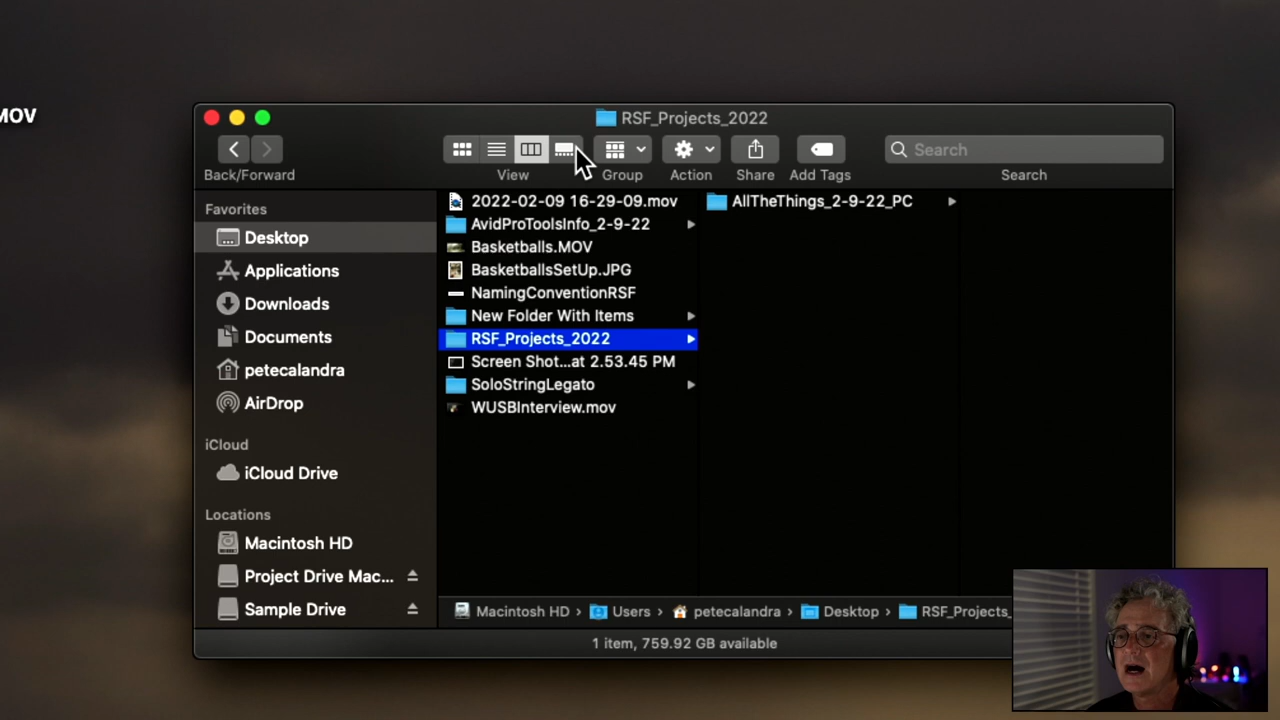 MOV
RSF_Projects_2022
Search
Back/Forward
View
Group
Action
Share
Add Tags
Search
Favorites
Desktop
Applications
Downloads
Documents
petecalandra
AirDrop
iCloud
iCloud Drive
Locations
Macintosh HD
Project Drive Mac...
Sample Drive
2022-02-09 16-29-09.mov
AvidProToolsInfo_2-9-22
Basketballs.MOV
BasketballsSetUp.JPG
NamingConventionRSF
New Folder With Items
RSF_Projects_2022
Screen Shot...at 2.53.45 PM
SoloStringLegato
WUSBInterview.mov
AllTheThings_2-9-22_PC
Macintosh HD › Users › petecalandra › Desktop › RSF_Projects_
1 item, 759.92 GB available